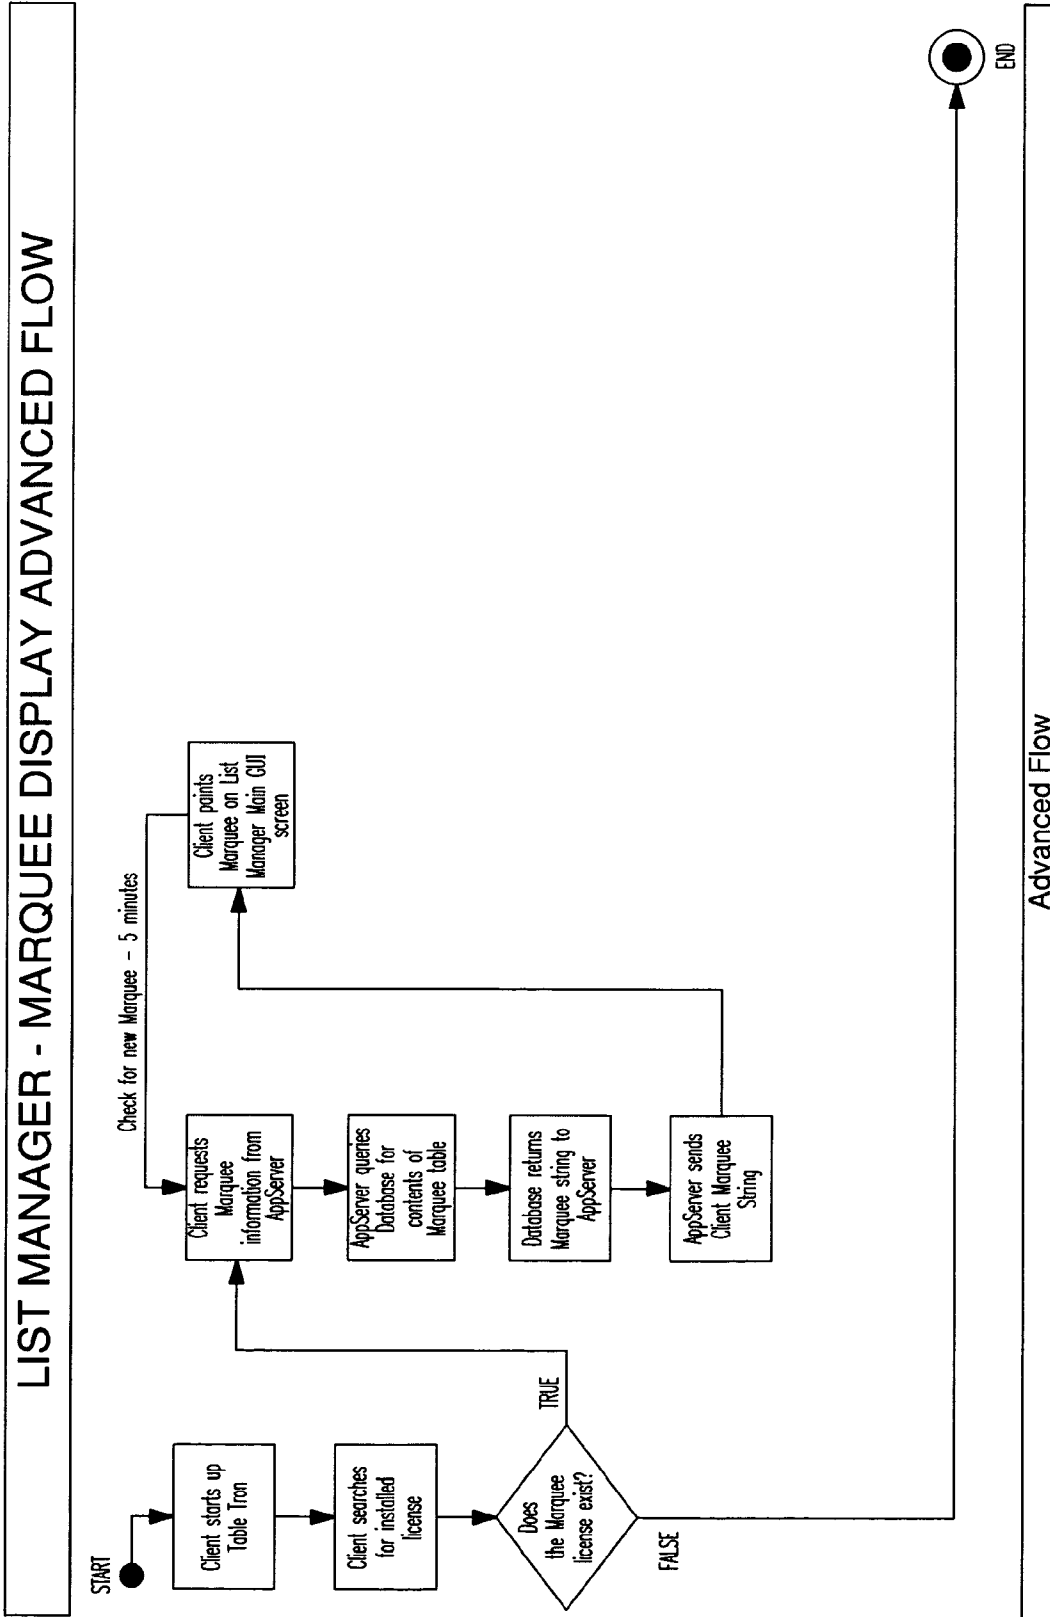 LIST MANAGER - MARQUEE DISPLAY ADVANCED FLOW
START
Client starts up
Table Tron
Client searches
for installed
license
Does
the Marquee
license exist?
TRUE
FALSE
Check for new Marquee - 5 minutes
Client requests
Marquee
information from
AppServer
AppServer queries
Database for
contents of
Marquee table
Database returns
Marquee string to
AppServer
AppServer sends
Client Marquee
String
Client paints
Marquee on List
Manager Main GUI
screen
END
Advanced Flow